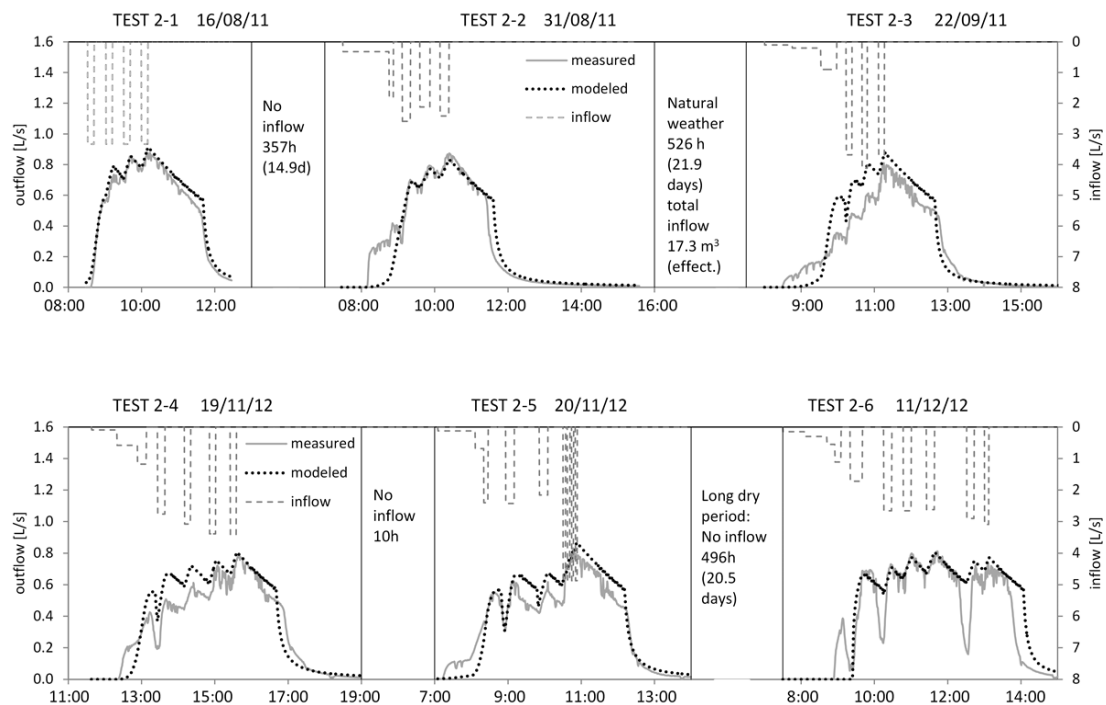 TEST 2-1 16/08/11
TEST 2-2 31/08/11
TEST 2-3 22/09/11
outflow [L/s]
1.6
1.4
1.2
1.0
0.8
0.6
0.4
0.2
0.0
No
inflow
357h
(14.9d)
measured
modeled
inflow
Natural
weather
526 h
(21.9
days)
total
inflow
17.3 m³
(effect.)
0
1
2
3
4
5
6
7
8
inflow [L/s]
08:00 10:00 12:00
08:00 10:00 12:00 14:00 16:00
9:00 11:00 13:00 15:00
TEST 2-4 19/11/12
TEST 2-5 20/11/12
TEST 2-6 11/12/12
outflow [L/s]
1.6
1.4
1.2
1.0
0.8
0.6
0.4
0.2
0.0
measured
modeled
inflow
No
inflow
10h
Long dry
period:
No inflow
496h
(20.5
days)
0
1
2
3
4
5
6
7
8
inflow [L/s]
11:00 13:00 15:00 17:00 19:00
7:00 9:00 11:00 13:00
8:00 10:00 12:00 14:00